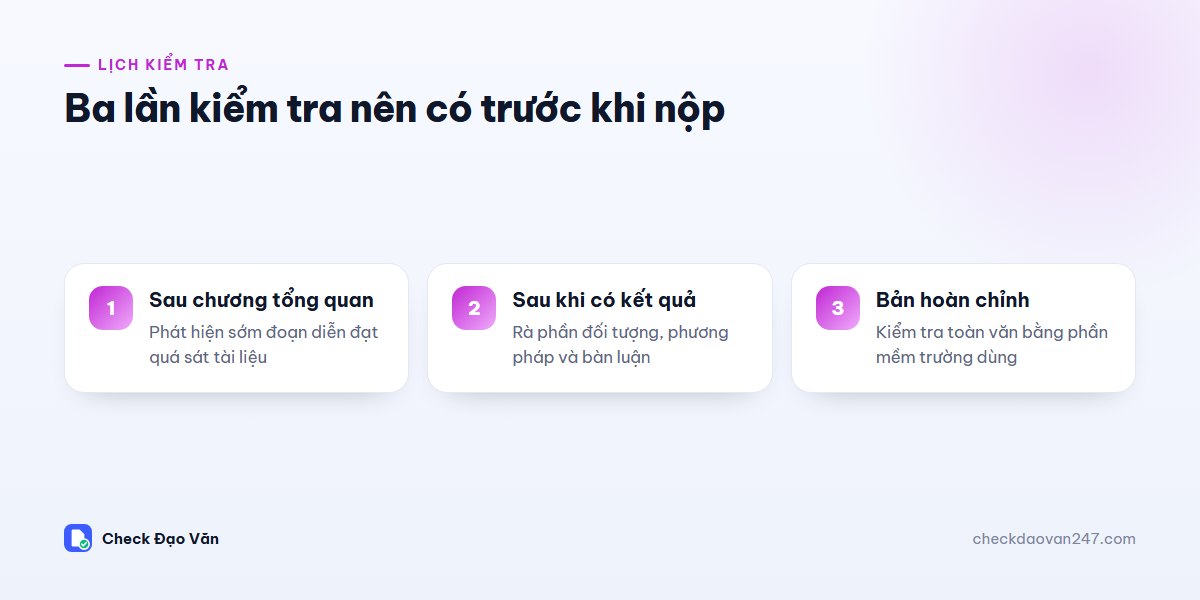 LỊCH KIỂM TRA
Ba lần kiểm tra nên có trước khi nộp
1
Sau chương tổng quan
Phát hiện sớm đoạn diễn đạt
quá sát tài liệu
2
Sau khi có kết quả
Rà phần đối tượng, phương
pháp và bàn luận
3
Bản hoàn chỉnh
Kiểm tra toàn văn bằng phần
mềm trường dùng
Check Đạo Văn
checkdaovan247.com